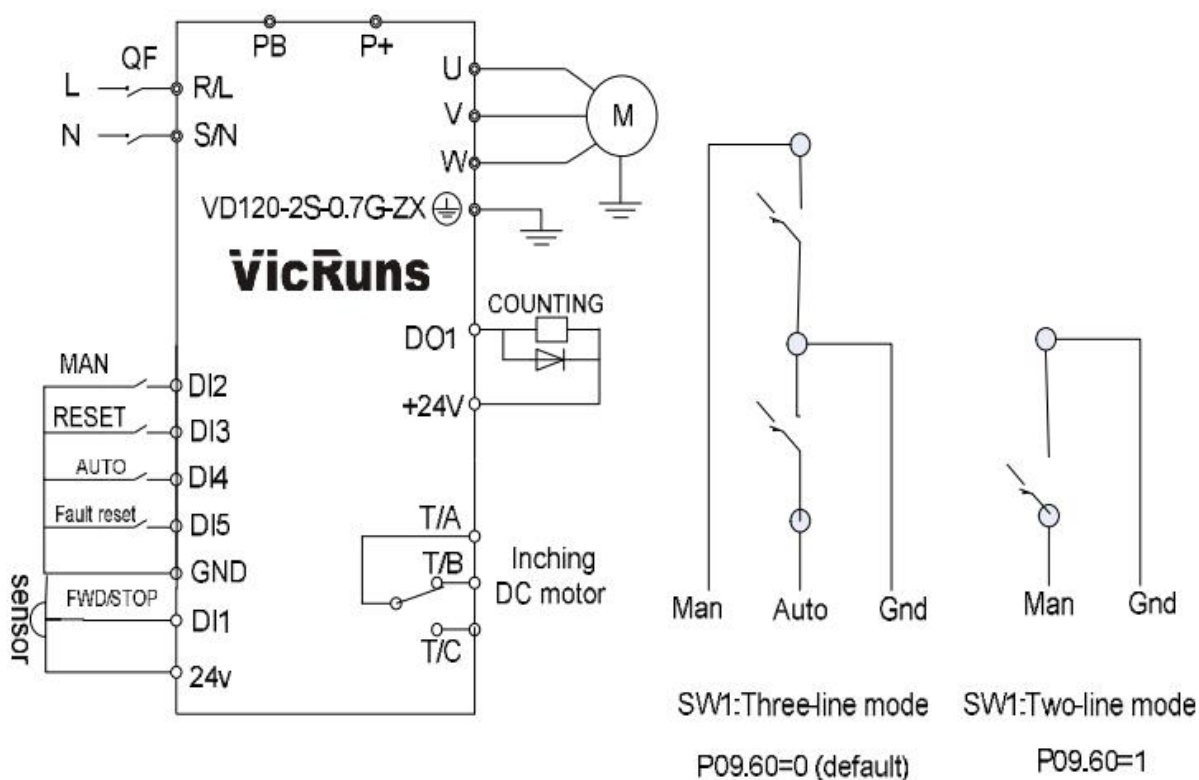 PB P+
QF
L R/L
N S/N
U
V
W
M
VD120-2S-0.7G-ZX
VicRuns
COUNTING
DO1
+24V
MAN DI2
RESET DI3
AUTO DI4
Fault reset DI5
GND
FWD/STOP DI1
24v
sensor
T/A
T/B
T/C
Inching
DC motor
Man Auto Gnd
SW1:Three-line mode
P09.60=0 (default)
Man Gnd
SW1:Two-line mode
P09.60=1